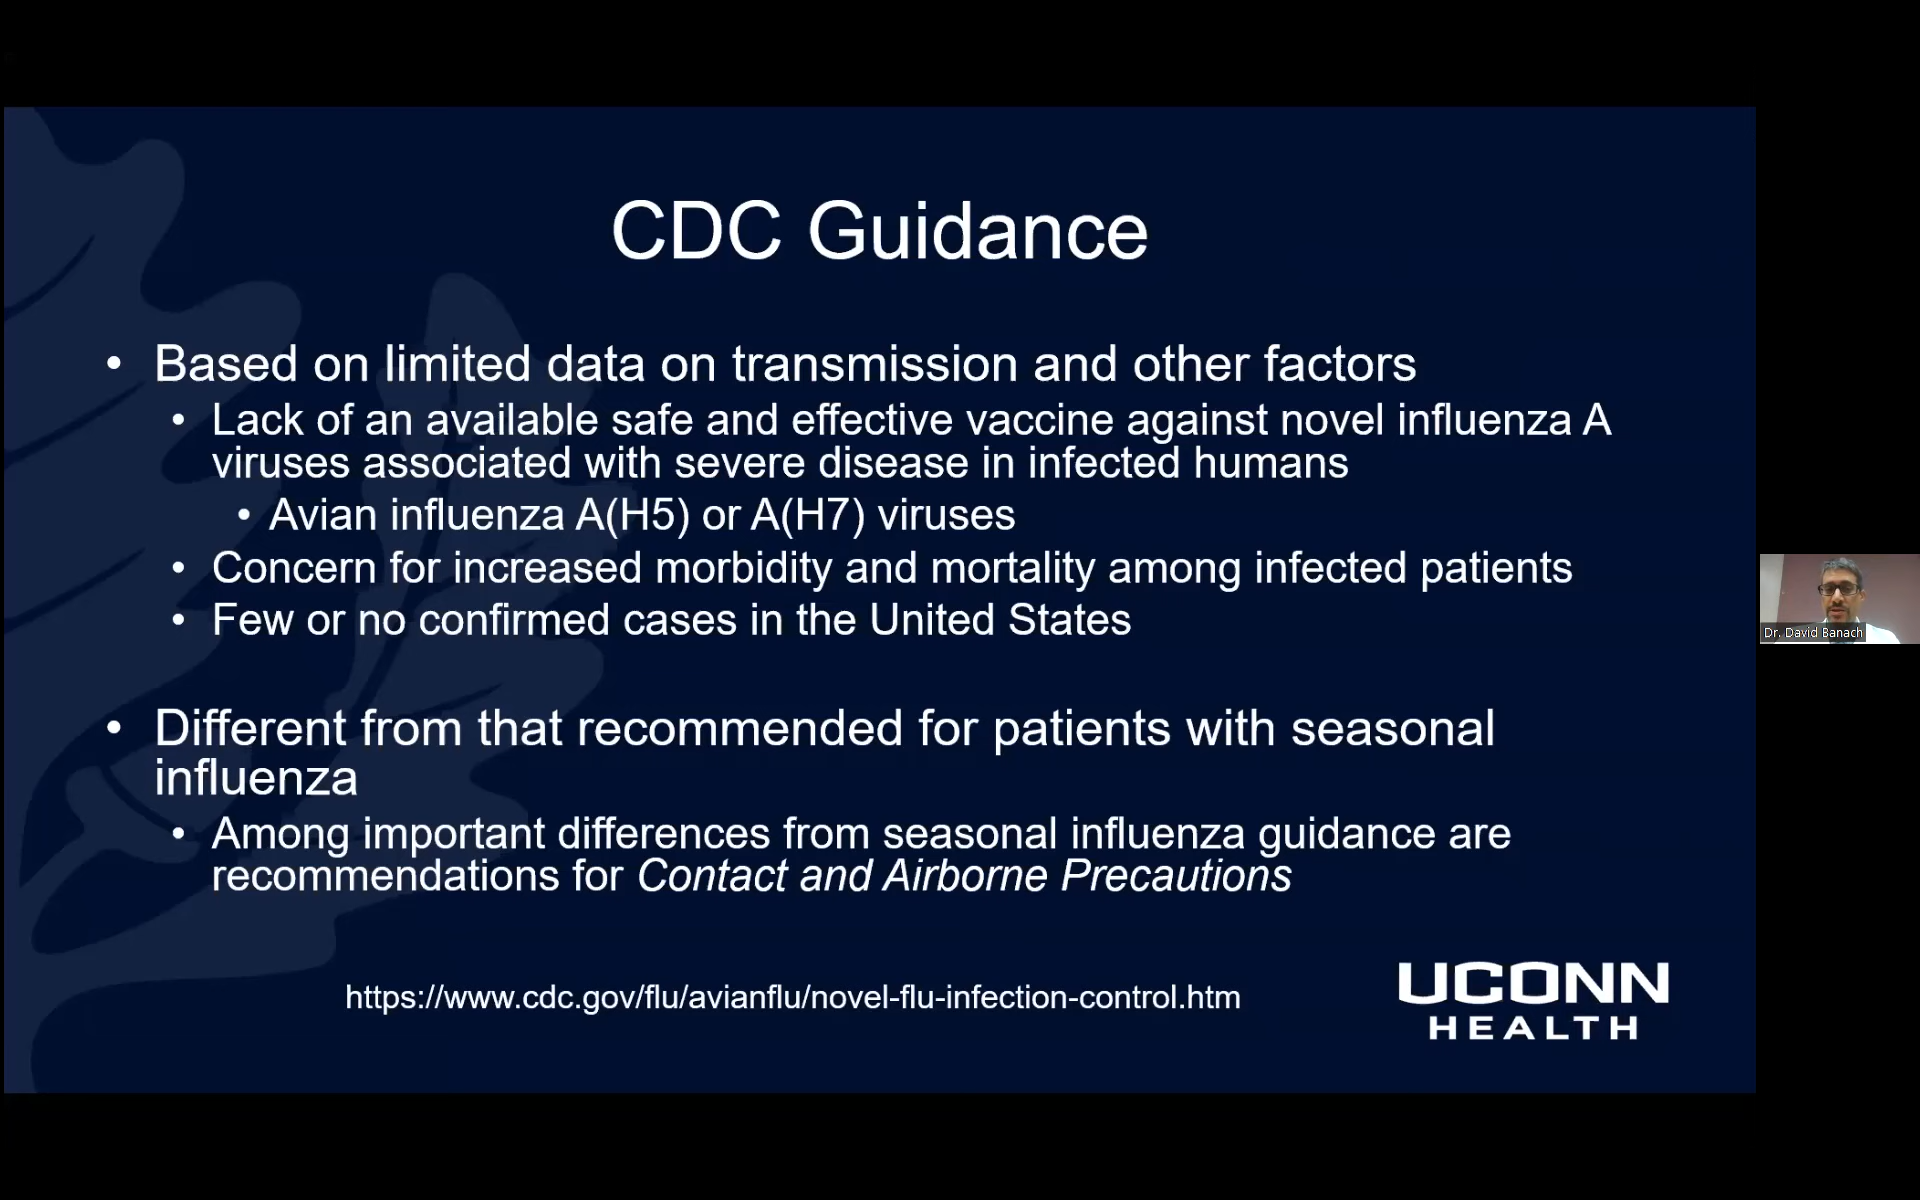 CDC Guidance
• Based on limited data on transmission and other factors
• Lack of an available safe and effective vaccine against novel influenza A
viruses associated with severe disease in infected humans
• Avian influenza A(H5) or A(H7) viruses
• Concern for increased morbidity and mortality among infected patients
• Few or no confirmed cases in the United States
• Different from that recommended for patients with seasonal
influenza
• Among important differences from seasonal influenza guidance are
recommendations for Contact and Airborne Precautions
https://www.cdc.gov/flu/avianflu/novel-flu-infection-control.htm
UCONN
HEALTH
Dr. David Banach